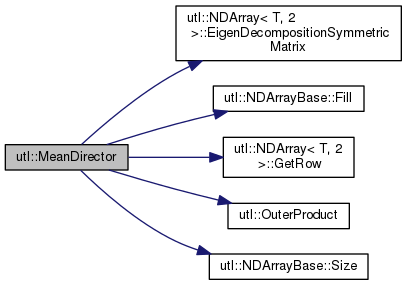 utl::NDArray< T, 2
>::EigenDecompositionSymmetric
Matrix
utl::NDArrayBase::Fill
utl::MeanDirector
utl::NDArray< T, 2
>::GetRow
utl::OuterProduct
utl::NDArrayBase::Size